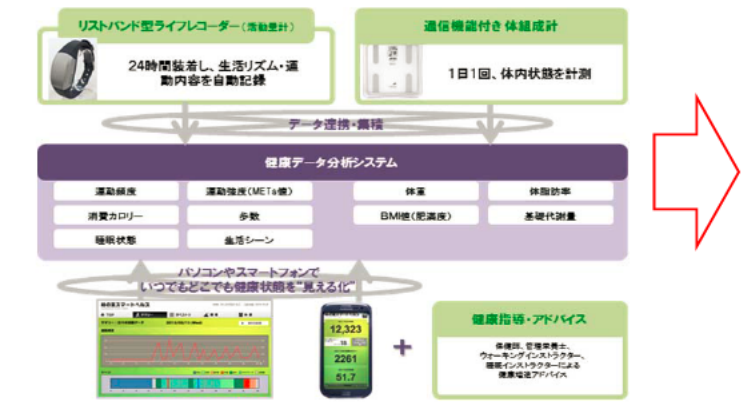 リストバンド型ライフレコーダー(活動量計)
24時間装着し、生活リズム・運
動内容を自動記録
通信機能付き体組成計
1日1回、体内状態を計測
データ連携・集積
健康データ分析システム
運動頻度
運動強度(METs値)
体重
体脂肪率
消費カロリー
歩数
BMI値(肥満度)
基礎代謝量
睡眠状態
生活シーン
パソコンやスマートフォンで
いつでもどこでも健康状態を"見える化"
12,323
2261
51.7
+
健康指導・アドバイス
保健師、管理栄養士、
ウォーキングインストラクター、
睡眠インストラクターによる
健康増進アドバイス